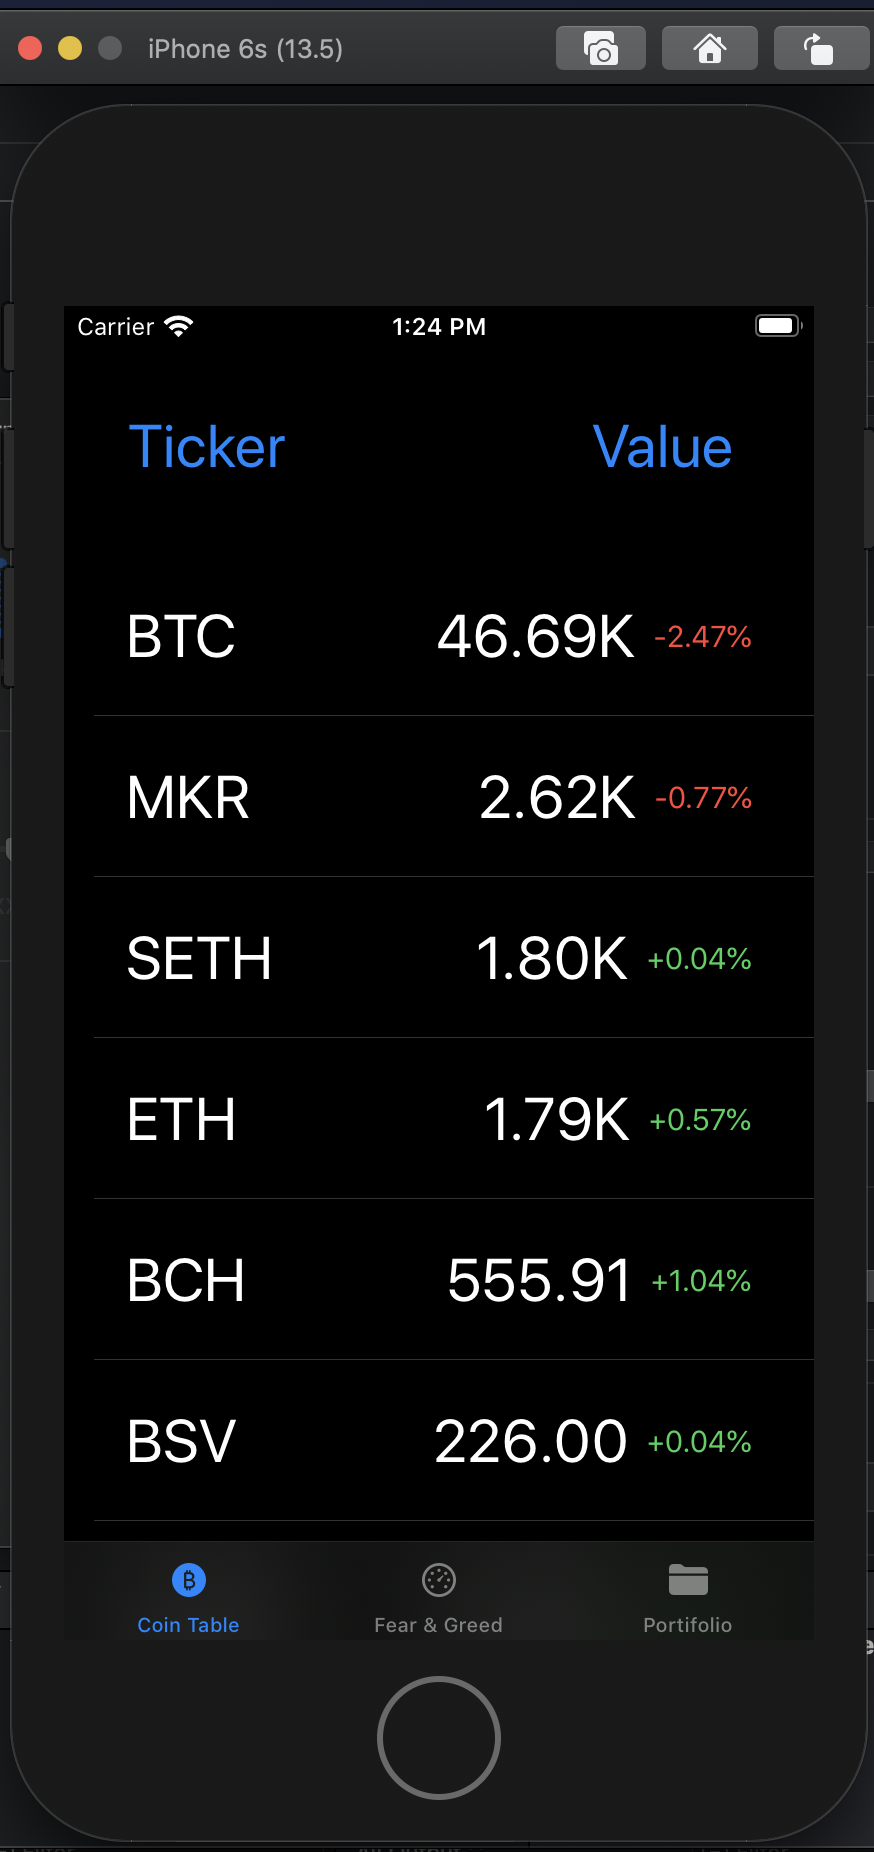 iPhone 6s (13.5)
Carrier 1:24 PM
Ticker Value
BTC 46.69K -2.47%
MKR 2.62K -0.77%
SETH 1.80K +0.04%
ETH 1.79K +0.57%
BCH 555.91 +1.04%
BSV 226.00 +0.04%
Coin Table Fear & Greed Portifolio